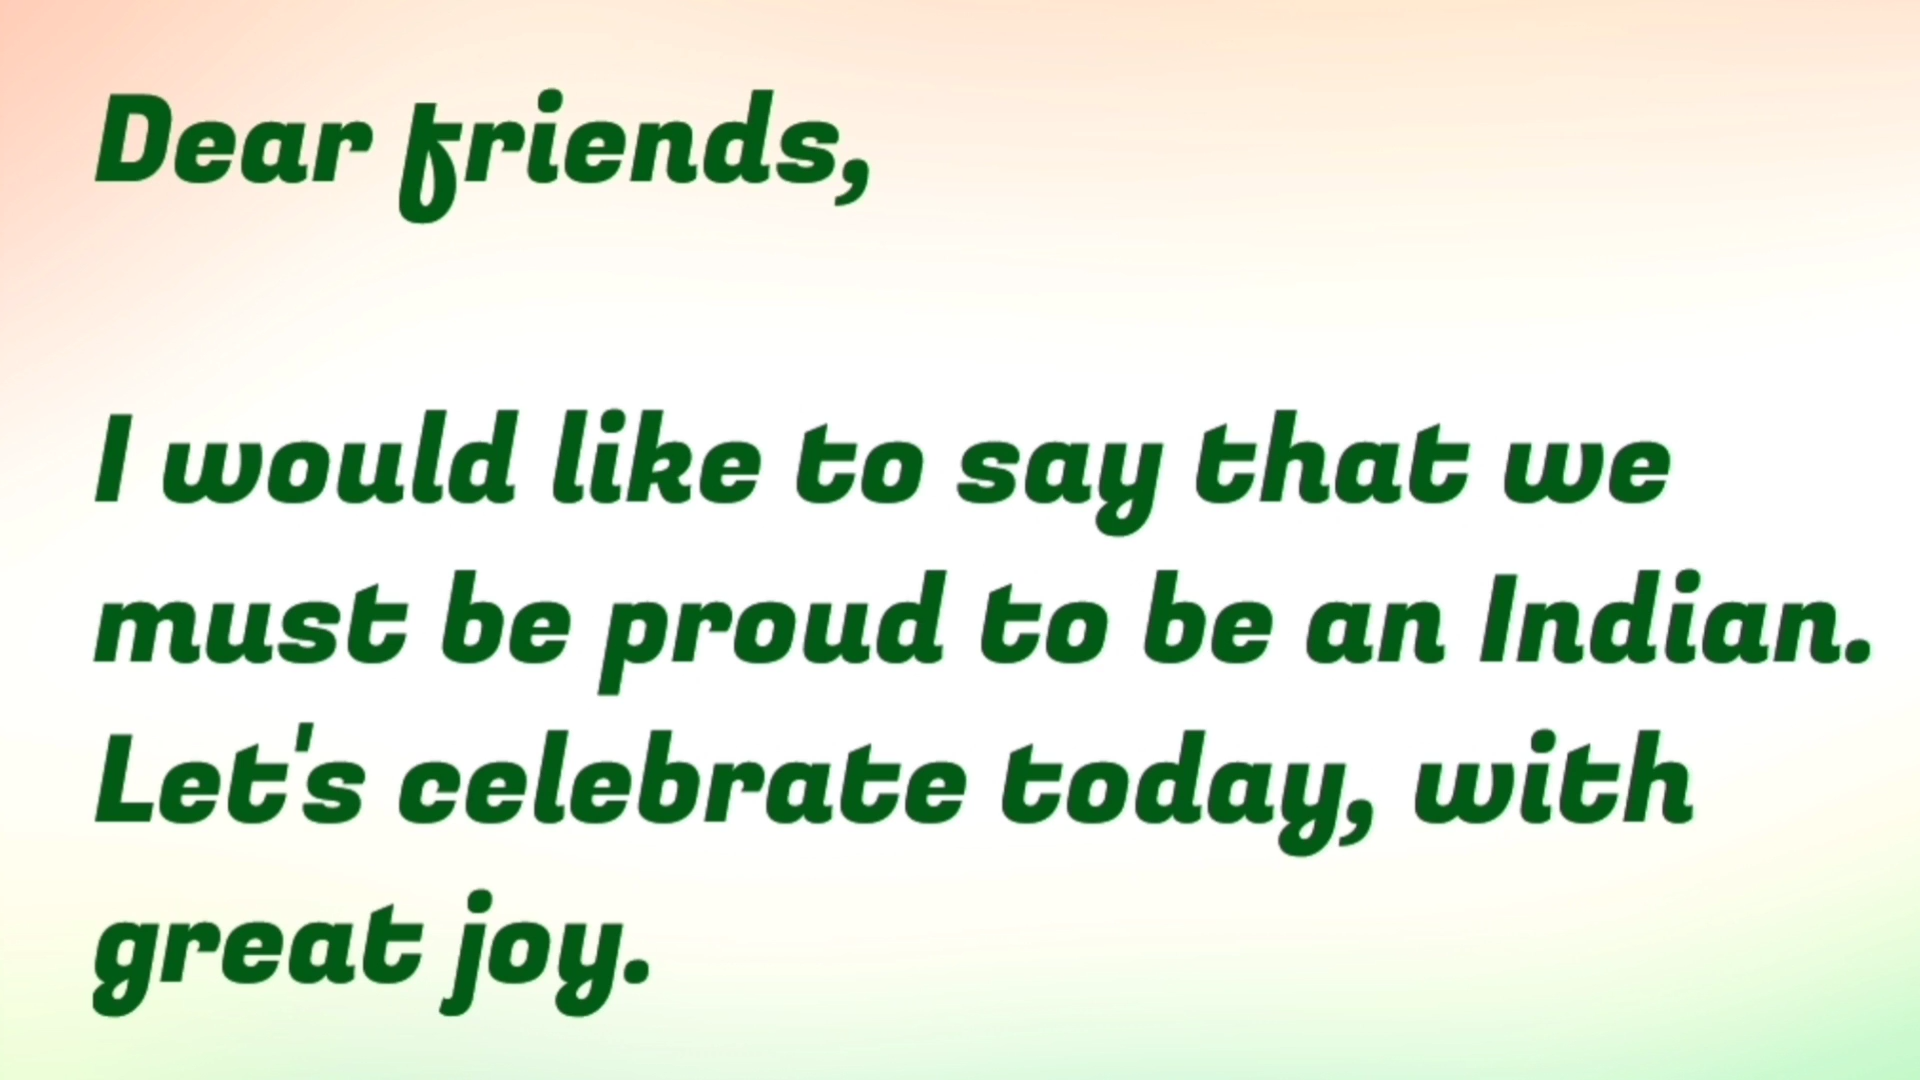 Dear friends,
I would like to say that we
must be proud to be an Indian.
Let's celebrate today, with
great joy.